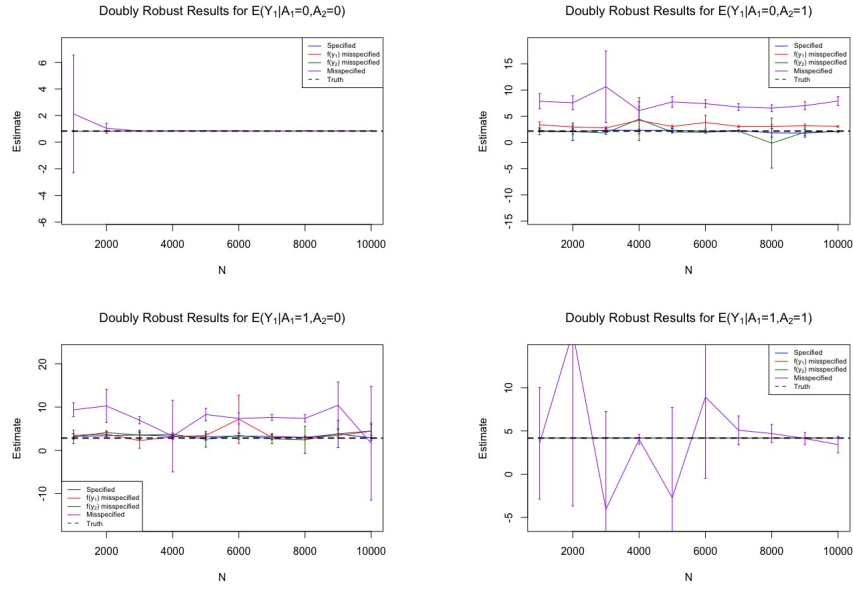 Doubly Robust Results for E(Y₁|A₁=0,A₂=0)
Estimate
6
4
2
0
-2
-4
-6
Specified
f(y₁) misspecified
f(y₂) misspecified
Misspecified
Truth
2000 4000 6000 8000 10000
N
Doubly Robust Results for E(Y₁|A₁=0,A₂=1)
Estimate
15
10
5
0
-5
-10
-15
Specified
f(y₁) misspecified
f(y₂) misspecified
Misspecified
Truth
2000 4000 6000 8000 10000
N
Doubly Robust Results for E(Y₁|A₁=1,A₂=0)
Estimate
20
10
0
-10
Specified
f(y₁) misspecified
f(y₂) misspecified
Misspecified
Truth
2000 4000 6000 8000 10000
N
Doubly Robust Results for E(Y₁|A₁=1,A₂=1)
Estimate
10
5
0
-5
Specified
f(y₁) misspecified
f(y₂) misspecified
Misspecified
Truth
2000 4000 6000 8000 10000
N